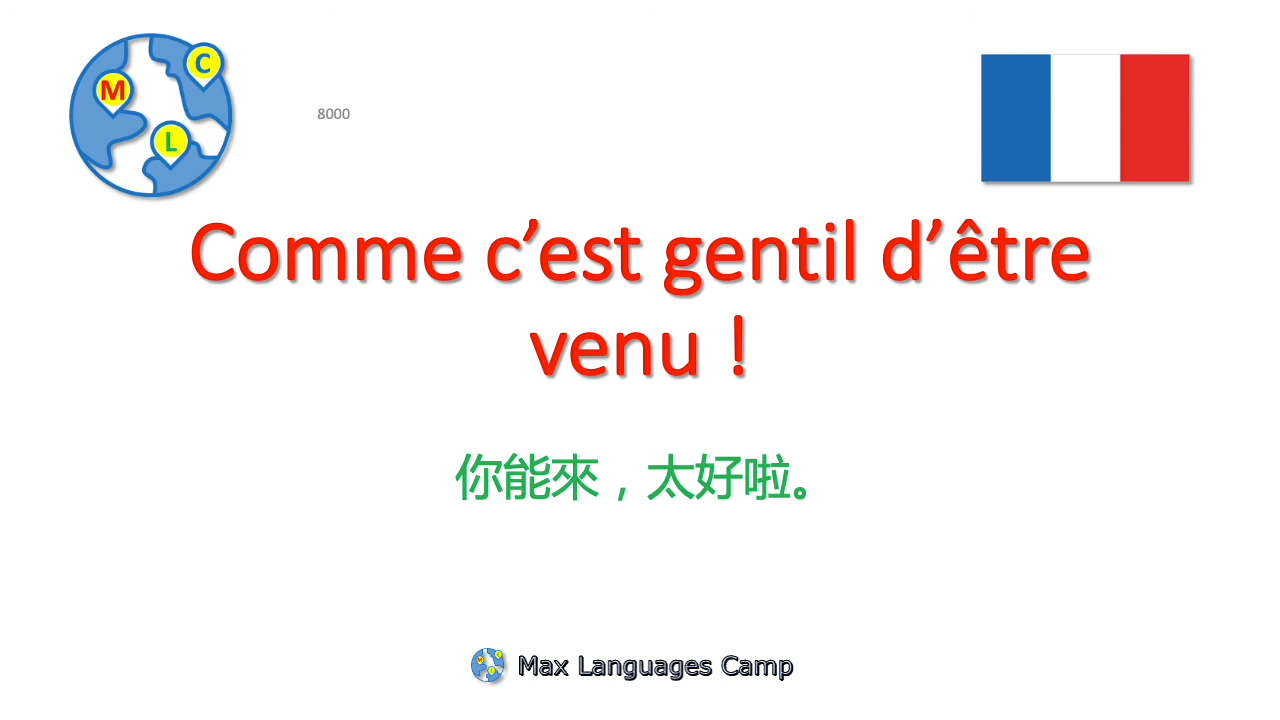 C
M
8000
L
Comme c’est gentil d’être
venu !
你能來，太好啦。
Max Languages Camp